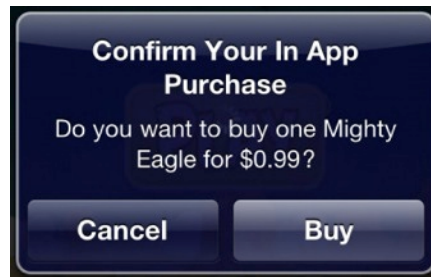 Confirm Your In App
Purchase
Do you want to buy one Mighty
Eagle for $0.99?
Cancel
Buy